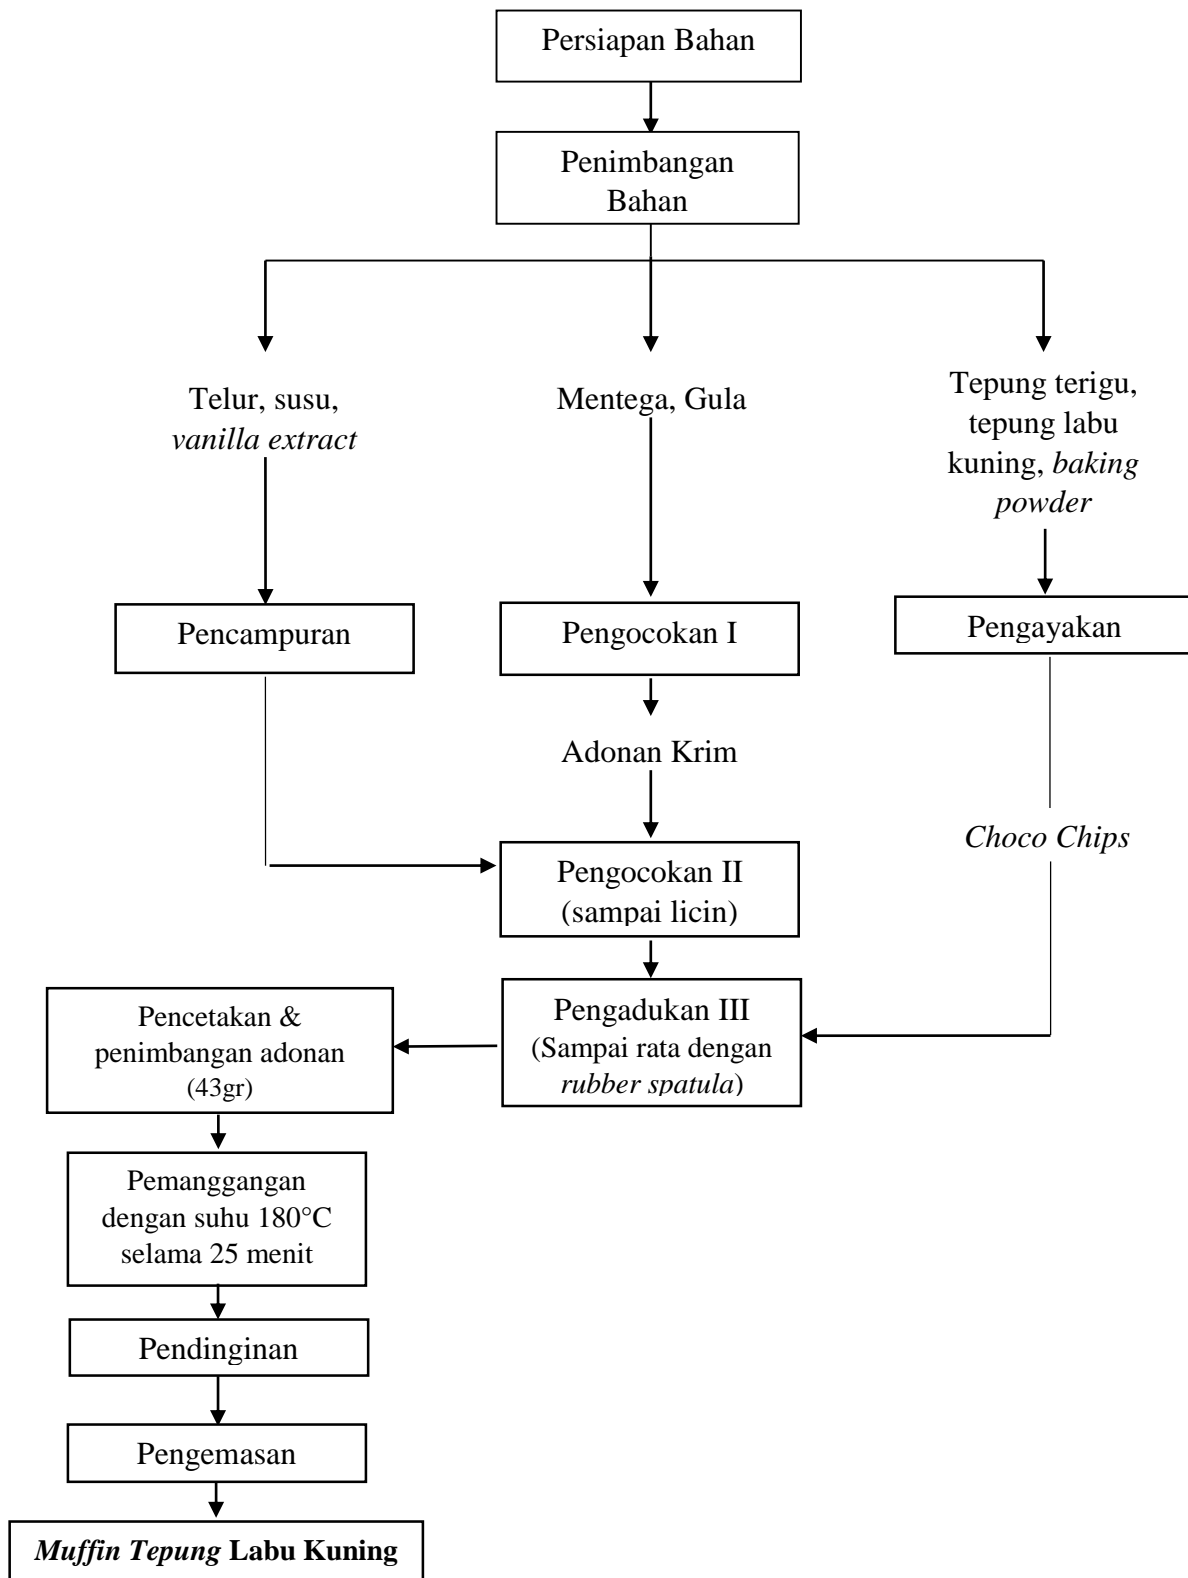 Persiapan Bahan
Penimbangan
Bahan
Telur, susu,
vanilla extract
Mentega, Gula
Tepung terigu,
tepung labu
kuning, baking
powder
Pencampuran
Pengocokan I
Pengayakan
Adonan Krim
Choco Chips
Pengocokan II
(sampai licin)
Pengadukan III
(Sampai rata dengan
rubber spatula)
Pencetakan &
penimbangan adonan
(43gr)
Pemanggangan
dengan suhu 180°C
selama 25 menit
Pendinginan
Pengemasan
Muffin Tepung Labu Kuning